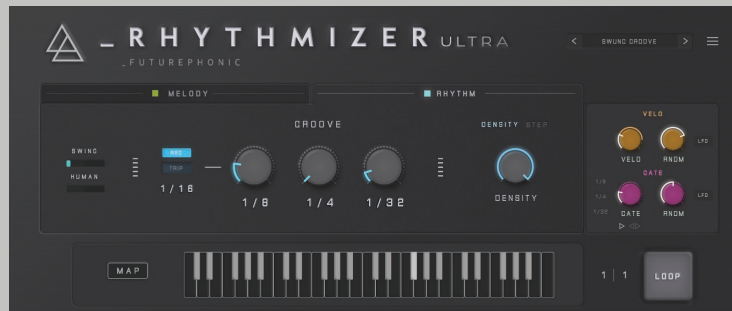 _RHYTHMIZER ULTRA
_FUTUREPHONIC
< SWUNG GROOVE >
MELODY
RHYTHM
GROOVE
DENSITY STEP
SWING
HUMAN
REG
TRIP
1/16
1/8
1/4
1/32
DENSITY
VELO
VELO
RNDM
LFO
GATE
1/8
1/4
1/32
GATE
RNDM
LFO
MAP
1 | 1
LOOP